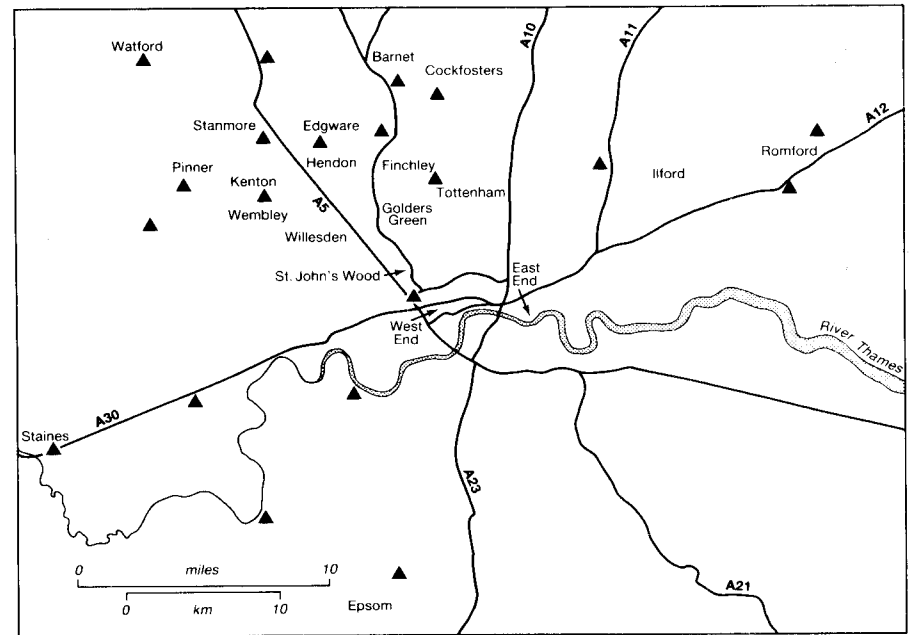 Watford
Barnet
Cockfosters
A10
A11
A12
Stanmore
Edgware
Hendon
Pinner
Kenton
Wembley
A5
Finchley
Tottenham
Golders
Green
Ilford
Romford
Willesden
St. John's Wood
East
End
West
End
River Thames
A30
Staines
A23
A21
0 miles 10
0 km 10
Epsom